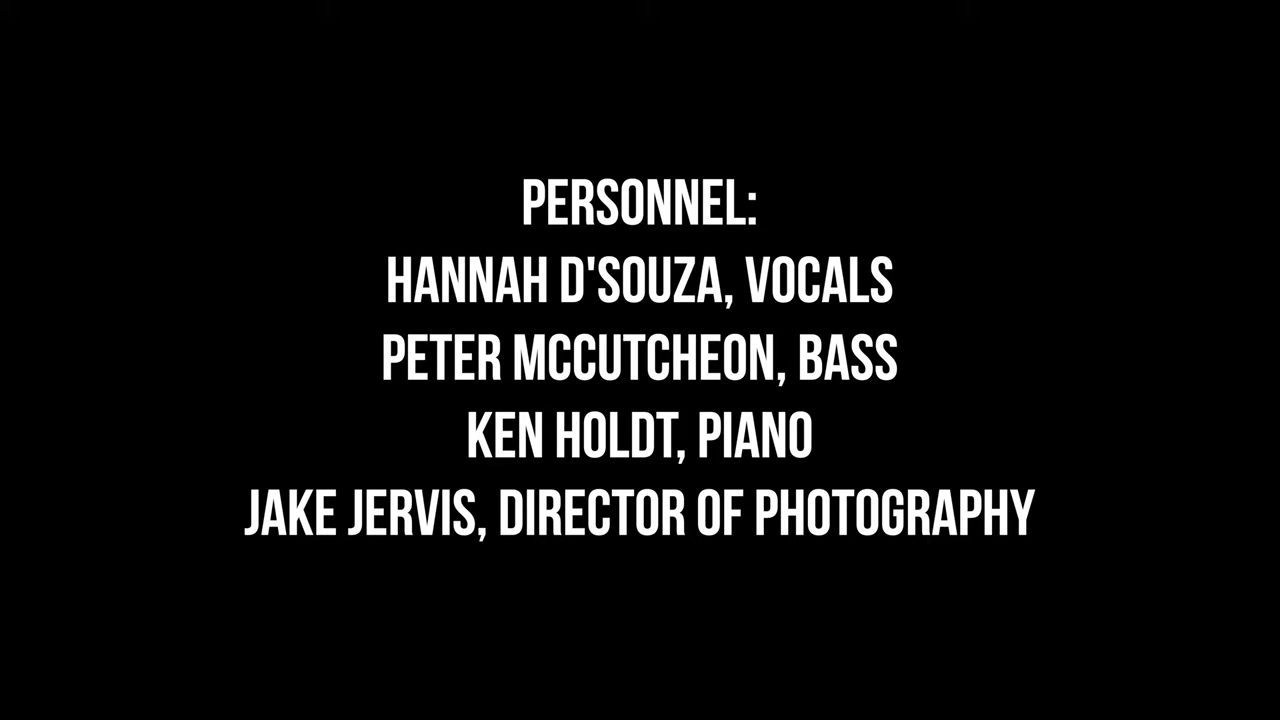 PERSONNEL:
HANNAH D'SOUZA, VOCALS
PETER MCCUTCHEON, BASS
KEN HOLDT, PIANO
JAKE JERVIS, DIRECTOR OF PHOTOGRAPHY